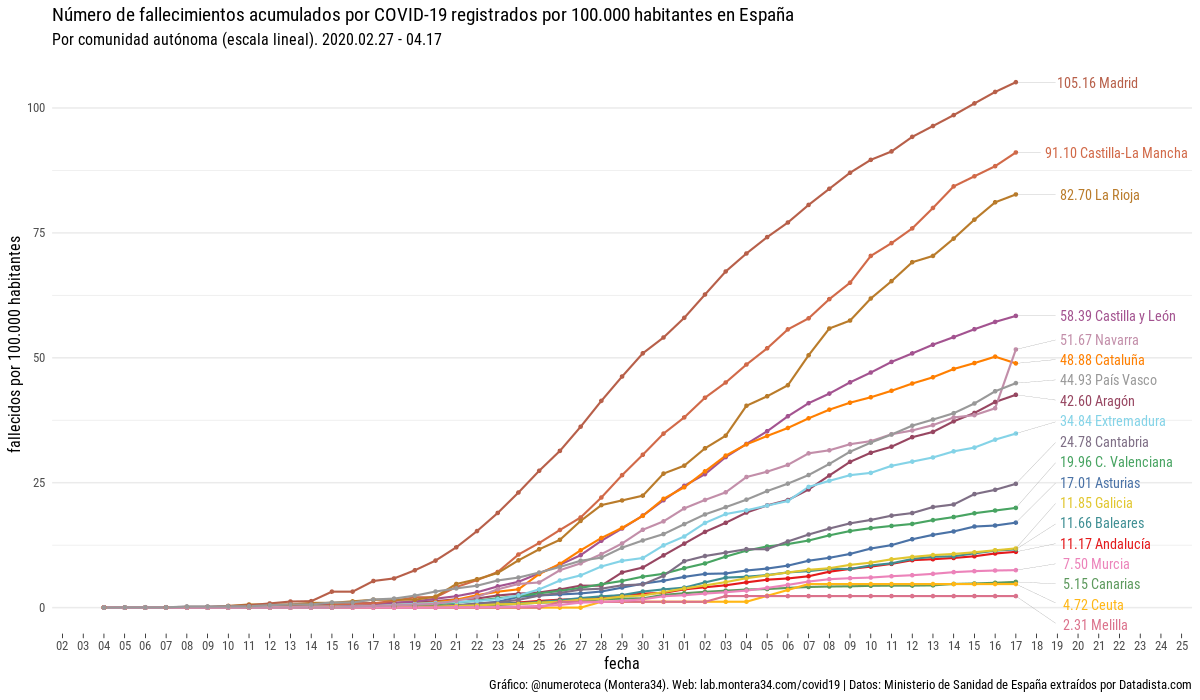 Número de fallecimientos acumulados por COVID-19 registrados por 100.000 habitantes en España
Por comunidad autónoma (escala lineal). 2020.02.27 - 04.17
fallecidos por 100.000 habitantes
100
75
50
25
0
105.16 Madrid
91.10 Castilla-La Mancha
82.70 La Rioja
58.39 Castilla y León
51.67 Navarra
48.88 Cataluña
44.93 País Vasco
42.60 Aragón
34.84 Extremadura
24.78 Cantabria
19.96 C. Valenciana
17.01 Asturias
11.85 Galicia
11.66 Baleares
11.17 Andalucía
7.50 Murcia
5.15 Canarias
4.72 Ceuta
2.31 Melilla
02 03 04 05 06 07 08 09 10 11 12 13 14 15 16 17 18 19 20 21 22 23 24 25 26 27 28 29 30 31 01 02 03 04 05 06 07 08 09 10 11 12 13 14 15 16 17 18 19 20 21 22 23 24 25
fecha
Gráfico: @numeroteca (Montera34). Web: lab.montera34.com/covid19 | Datos: Ministerio de Sanidad de España extraídos por Datadista.com